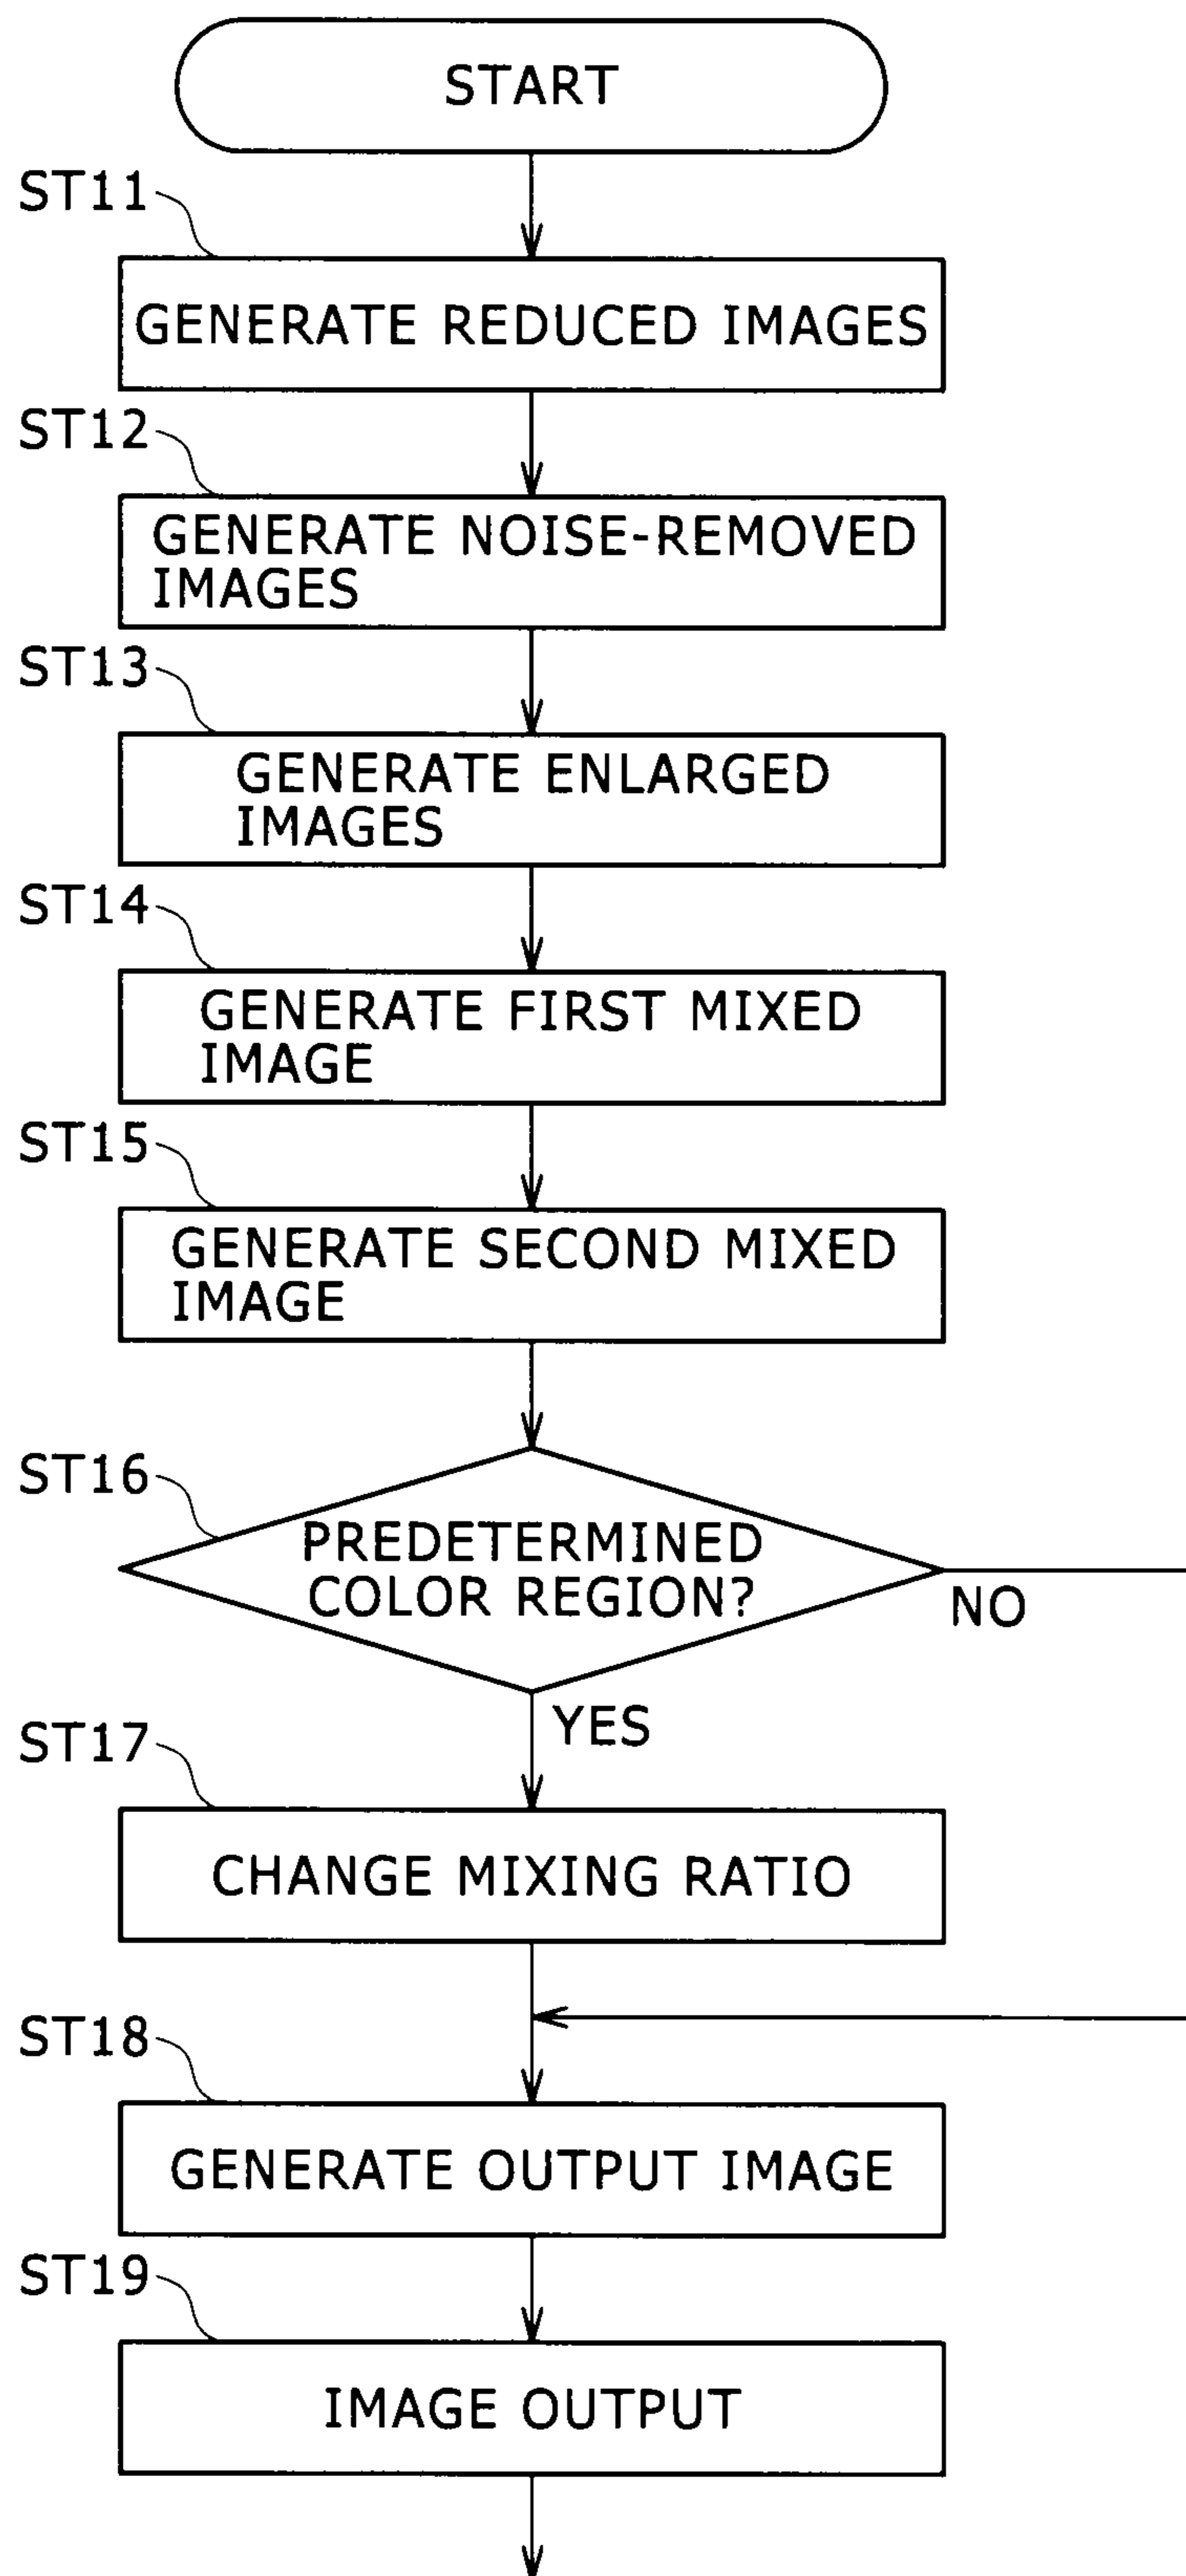 START
ST11
GENERATE REDUCED IMAGES
ST12
GENERATE NOISE-REMOVED
IMAGES
ST13
GENERATE ENLARGED
IMAGES
ST14
GENERATE FIRST MIXED
IMAGE
ST15
GENERATE SECOND MIXED
IMAGE
ST16
PREDETERMINED
COLOR REGION?
NO
YES
ST17
CHANGE MIXING RATIO
ST18
GENERATE OUTPUT IMAGE
ST19
IMAGE OUTPUT